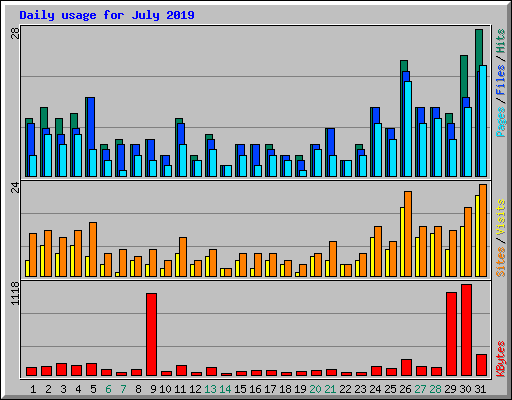 Daily usage for July 2019
28
Pages / Files / Hits
24
Sites / Visits
1118
KBytes
1 2 3 4 5 6 7 8 9 10 11 12 13 14 15 16 17 18 19 20 21 22 23 24 25 26 27 28 29 30 31